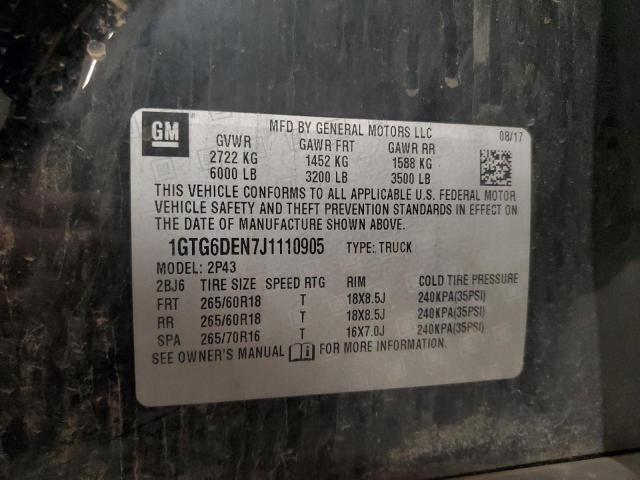 GM
MFD BY GENERAL MOTORS LLC 08/17
GVWR GAWR FRT GAWR RR
2722 KG 1452 KG 1588 KG
6000 LB 3200 LB 3500 LB
THIS VEHICLE CONFORMS TO ALL APPLICABLE U.S. FEDERAL MOTOR
VEHICLE SAFETY AND THEFT PREVENTION STANDARDS IN EFFECT ON
THE DATE OF MANUFACTURE SHOWN ABOVE.
1GTG6DEN7J1110905 TYPE: TRUCK
MODEL: 2P43
2BJ6 TIRE SIZE SPEED RTG RIM COLD TIRE PRESSURE
FRT 265/60R18 T 18X8.5J 240KPA(35PSI)
RR 265/60R18 T 18X8.5J 240KPA(35PSI)
SPA 265/70R16 T 16X7.0J 240KPA(35PSI)
SEE OWNER'S MANUAL FOR MORE INFORMATION.